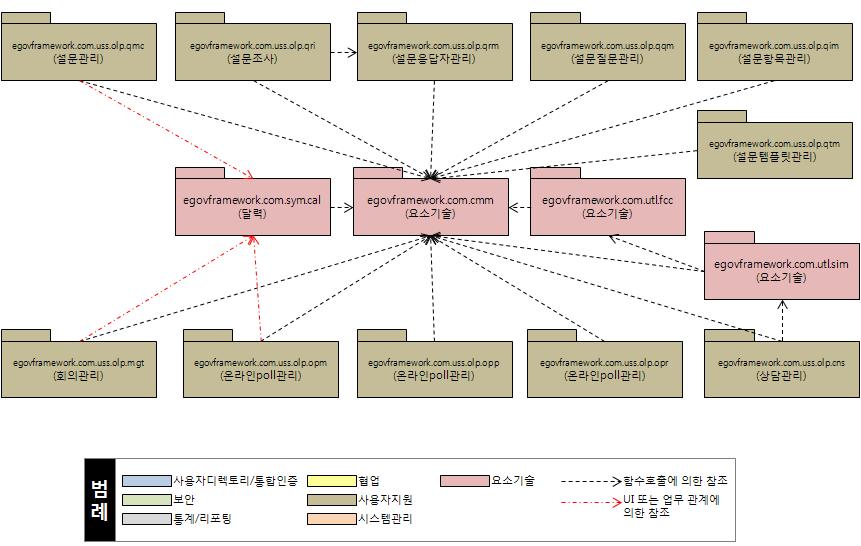 egovframework.com.uss.olp.qmc
(설문관리)
egovframework.com.uss.olp.qri
(설문조사)
egovframework.com.uss.olp.qrm
(설문응답자관리)
egovframework.com.uss.olp.qqm
(설문질문관리)
egovframework.com.uss.olp.qim
(설문항목관리)
egovframework.com.uss.olp.qtm
(설문템플릿관리)
egovframework.com.sym.cal
(달력)
egovframework.com.cmm
(요소기술)
egovframework.com.utl.fcc
(요소기술)
egovframework.com.utl.sim
(요소기술)
egovframework.com.uss.olp.mgt
(회의관리)
egovframework.com.uss.olp.opm
(온라인poll관리)
egovframework.com.uss.olp.opp
(온라인poll관리)
egovframework.com.uss.olp.opr
(온라인poll관리)
egovframework.com.uss.olp.cns
(상담관리)
범례
사용자디렉토리/통합인증
보안
통계/리포팅
협업
사용자지원
시스템관리
요소기술
함수호출에 의한 참조
UI 또는 업무 관계에
의한 참조